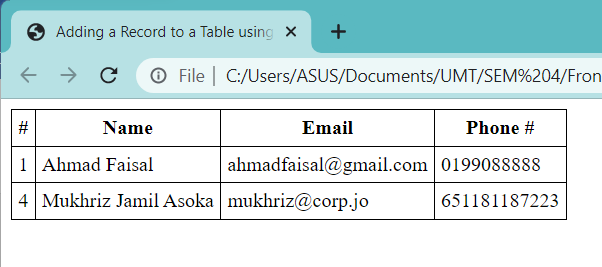 Adding a Record to a Table using
File | C:/Users/ASUS/Documents/UMT/SEM%204/Fron
# Name Email Phone #
1 Ahmad Faisal ahmadfaisal@gmail.com 0199088888
4 Mukhriz Jamil Asoka mukhriz@corp.jo 651181187223